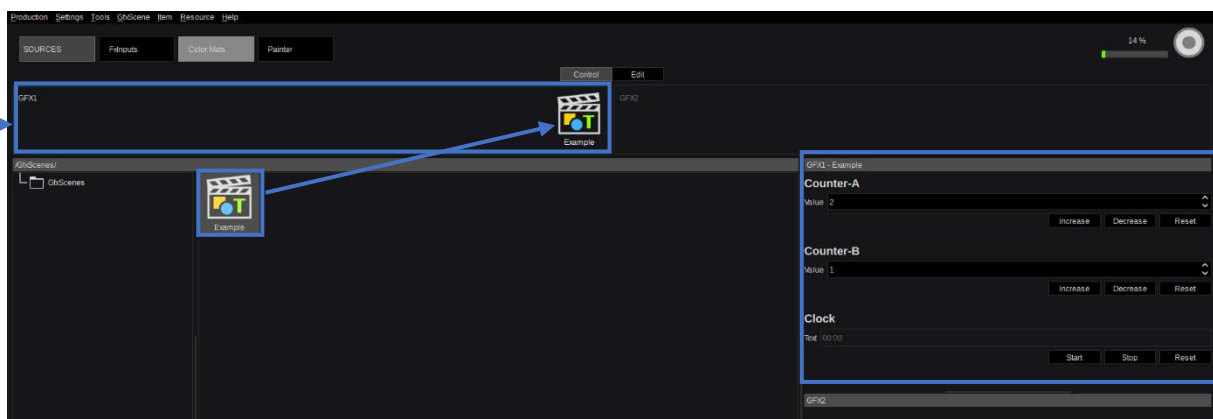 Production Settings Tools GfxScene Item Resource Help
SOURCES FxInputs Color Mats Painter 14 %
Control Edit
GFX1 GFX2
Example
/GfxScenes/ GFX1 - Example
GfxScenes
Example
Counter-A
Value 2
Increase Decrease Reset
Counter-B
Value 1
Increase Decrease Reset
Clock
Text 00:00
Start Stop Reset
GFX2